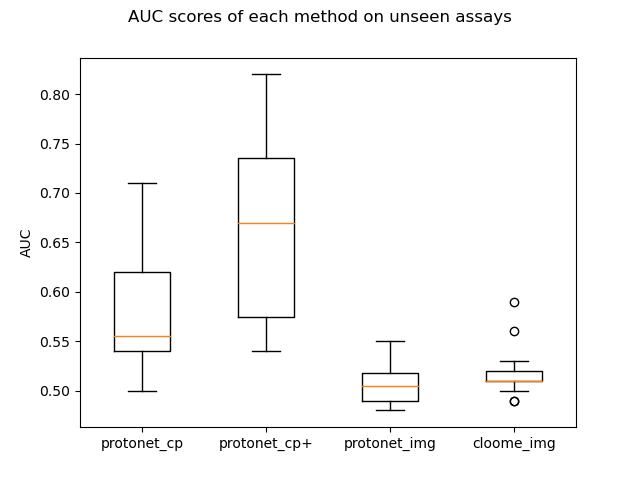 AUC scores of each method on unseen assays
0.80
0.75
0.70
0.65
0.60
0.55
0.50
AUC
protonet_cp
protonet_cp+
protonet_img
cloome_img